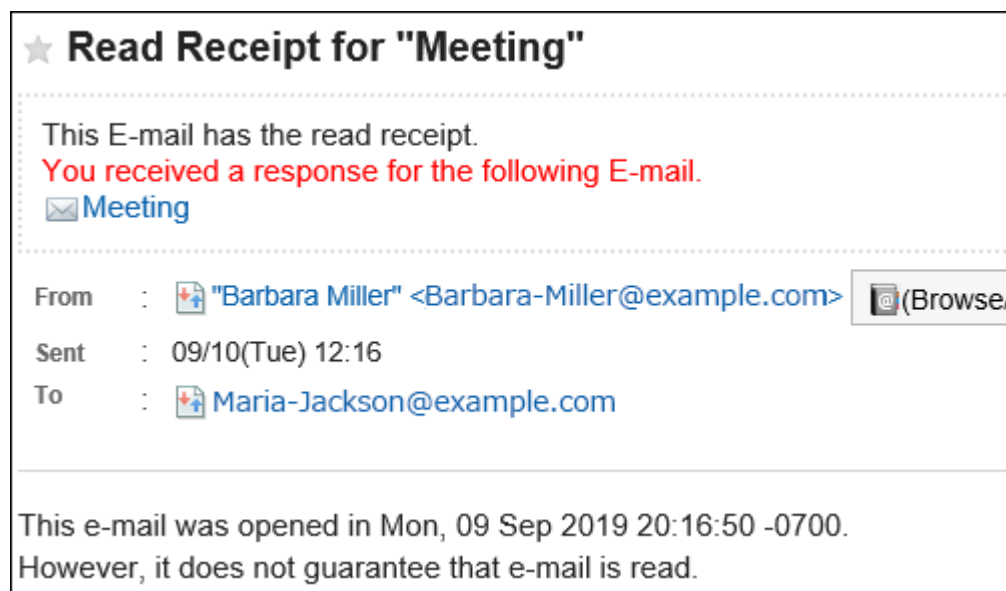 Read Receipt for "Meeting"
This E-mail has the read receipt.
You received a response for the following E-mail.
Meeting
From : "Barbara Miller" <Barbara-Miller@example.com> @(Browse/
Sent : 09/10(Tue) 12:16
To : Maria-Jackson@example.com
This e-mail was opened in Mon, 09 Sep 2019 20:16:50 -0700.
However, it does not guarantee that e-mail is read.